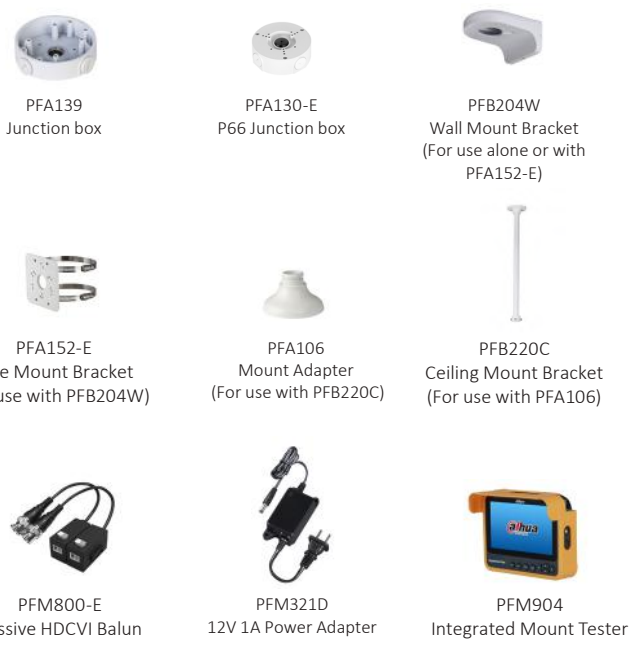 PFA139
Junction box
PFA130-E
P66 Junction box
PFB204W
Wall Mount Bracket
(For use alone or with
PFA152-E)
PFA152-E
e Mount Bracket
use with PFB204W)
PFA106
Mount Adapter
(For use with PFB220C)
PFB220C
Ceiling Mount Bracket
(For use with PFA106)
alhua
PFM800-E
ssive HDCVI Balun
PFM321D
12V 1A Power Adapter
PFM904
Integrated Mount Tester